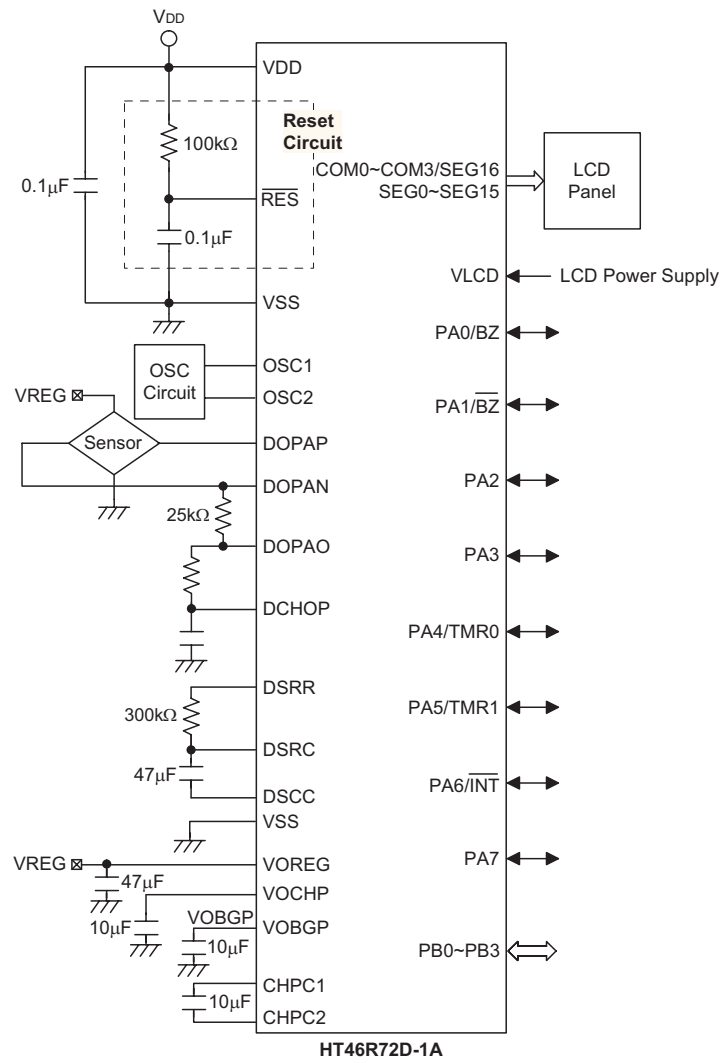 VDD
VDD
Reset
Circuit
100kΩ
COM0~COM3/SEG16
SEG0~SEG15
LCD
Panel
0.1µF
RES
0.1µF
VLCD
LCD Power Supply
VSS
PA0/BZ
OSC
Circuit
OSC1
OSC2
VREG
PA1/BZ
Sensor
DOPAP
DOPAN
PA2
25kΩ
DOPAO
PA3
DCHOP
PA4/TMR0
DSRR
PA5/TMR1
300kΩ
DSRC
47µF
PA6/INT
DSCC
VSS
VREG
VOREG
PA7
47µF
VOCHP
10µF
VOBGP
VOBGP
10µF
PB0~PB3
CHPC1
10µF
CHPC2
HT46R72D-1A